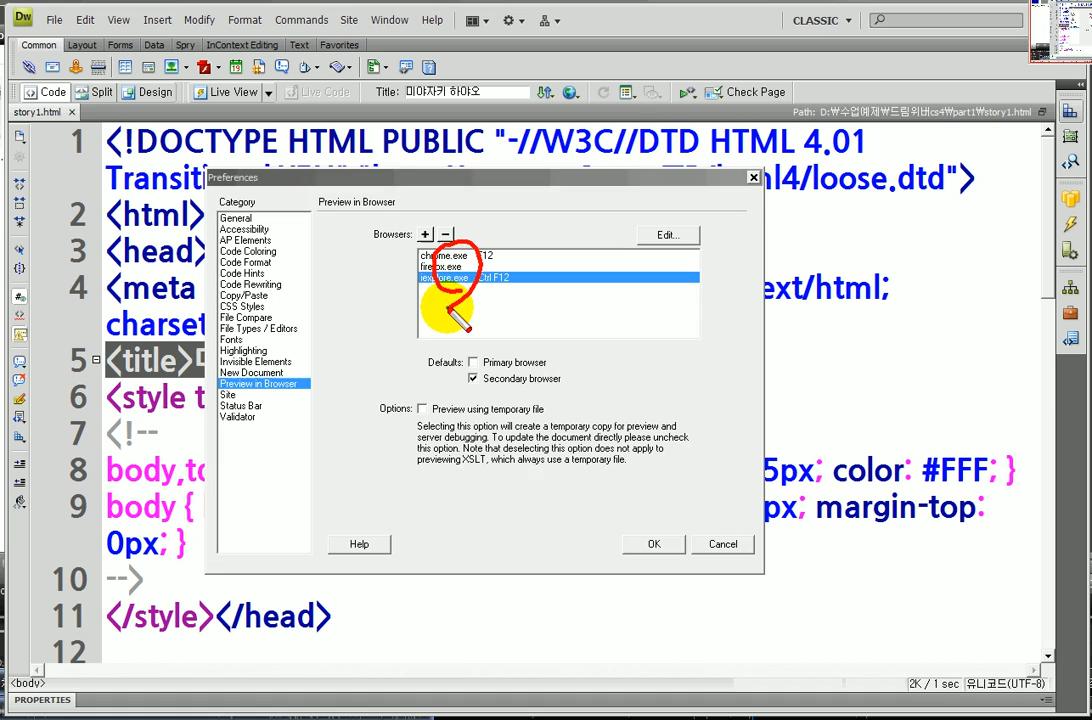 Dw File Edit View Insert Modify Format Commands Site Window Help CLASSIC
Common Layout Forms Data Spry InContext Editing Text Favorites
Code Split Design Live View Live Code Title: 미야자키 하야오 Check Page
story1.html × Path: D:₩수업예제₩드림위버cs4₩part1₩story1.html
1 <!DOCTYPE HTML PUBLIC "-//W3C//DTD HTML 4.01
Transiti ml4/loose.dtd">
2 <html>
3 <head>
4 <meta ext/html;
charset
5 <title>
6 <style t
7 <!--
8 body,t 5px; color: #FFF; }
9 body { px; margin-top:
0px; }
10 -->
11 </style></head>
12
Preferences
Category
General
Accessibility
AP Elements
Code Coloring
Code Format
Code Hints
Code Rewriting
Copy/Paste
CSS Styles
File Compare
File Types / Editors
Fonts
Highlighting
Invisible Elements
New Document
Preview in Browser
Site
Status Bar
Validator
Preview in Browser
Browsers: + − Edit...
chrome.exe F12
firefox.exe
iexplore.exe Ctrl F12
Defaults: Primary browser
Secondary browser
Options: Preview using temporary file
Selecting this option will create a temporary copy for preview and
server debugging. To update the document directly please uncheck
this option. Note that deselecting this option does not apply to
previewing XSLT, which always use a temporary file.
Help OK Cancel
<body> 2K / 1 sec 유니코드(UTF-8)
PROPERTIES